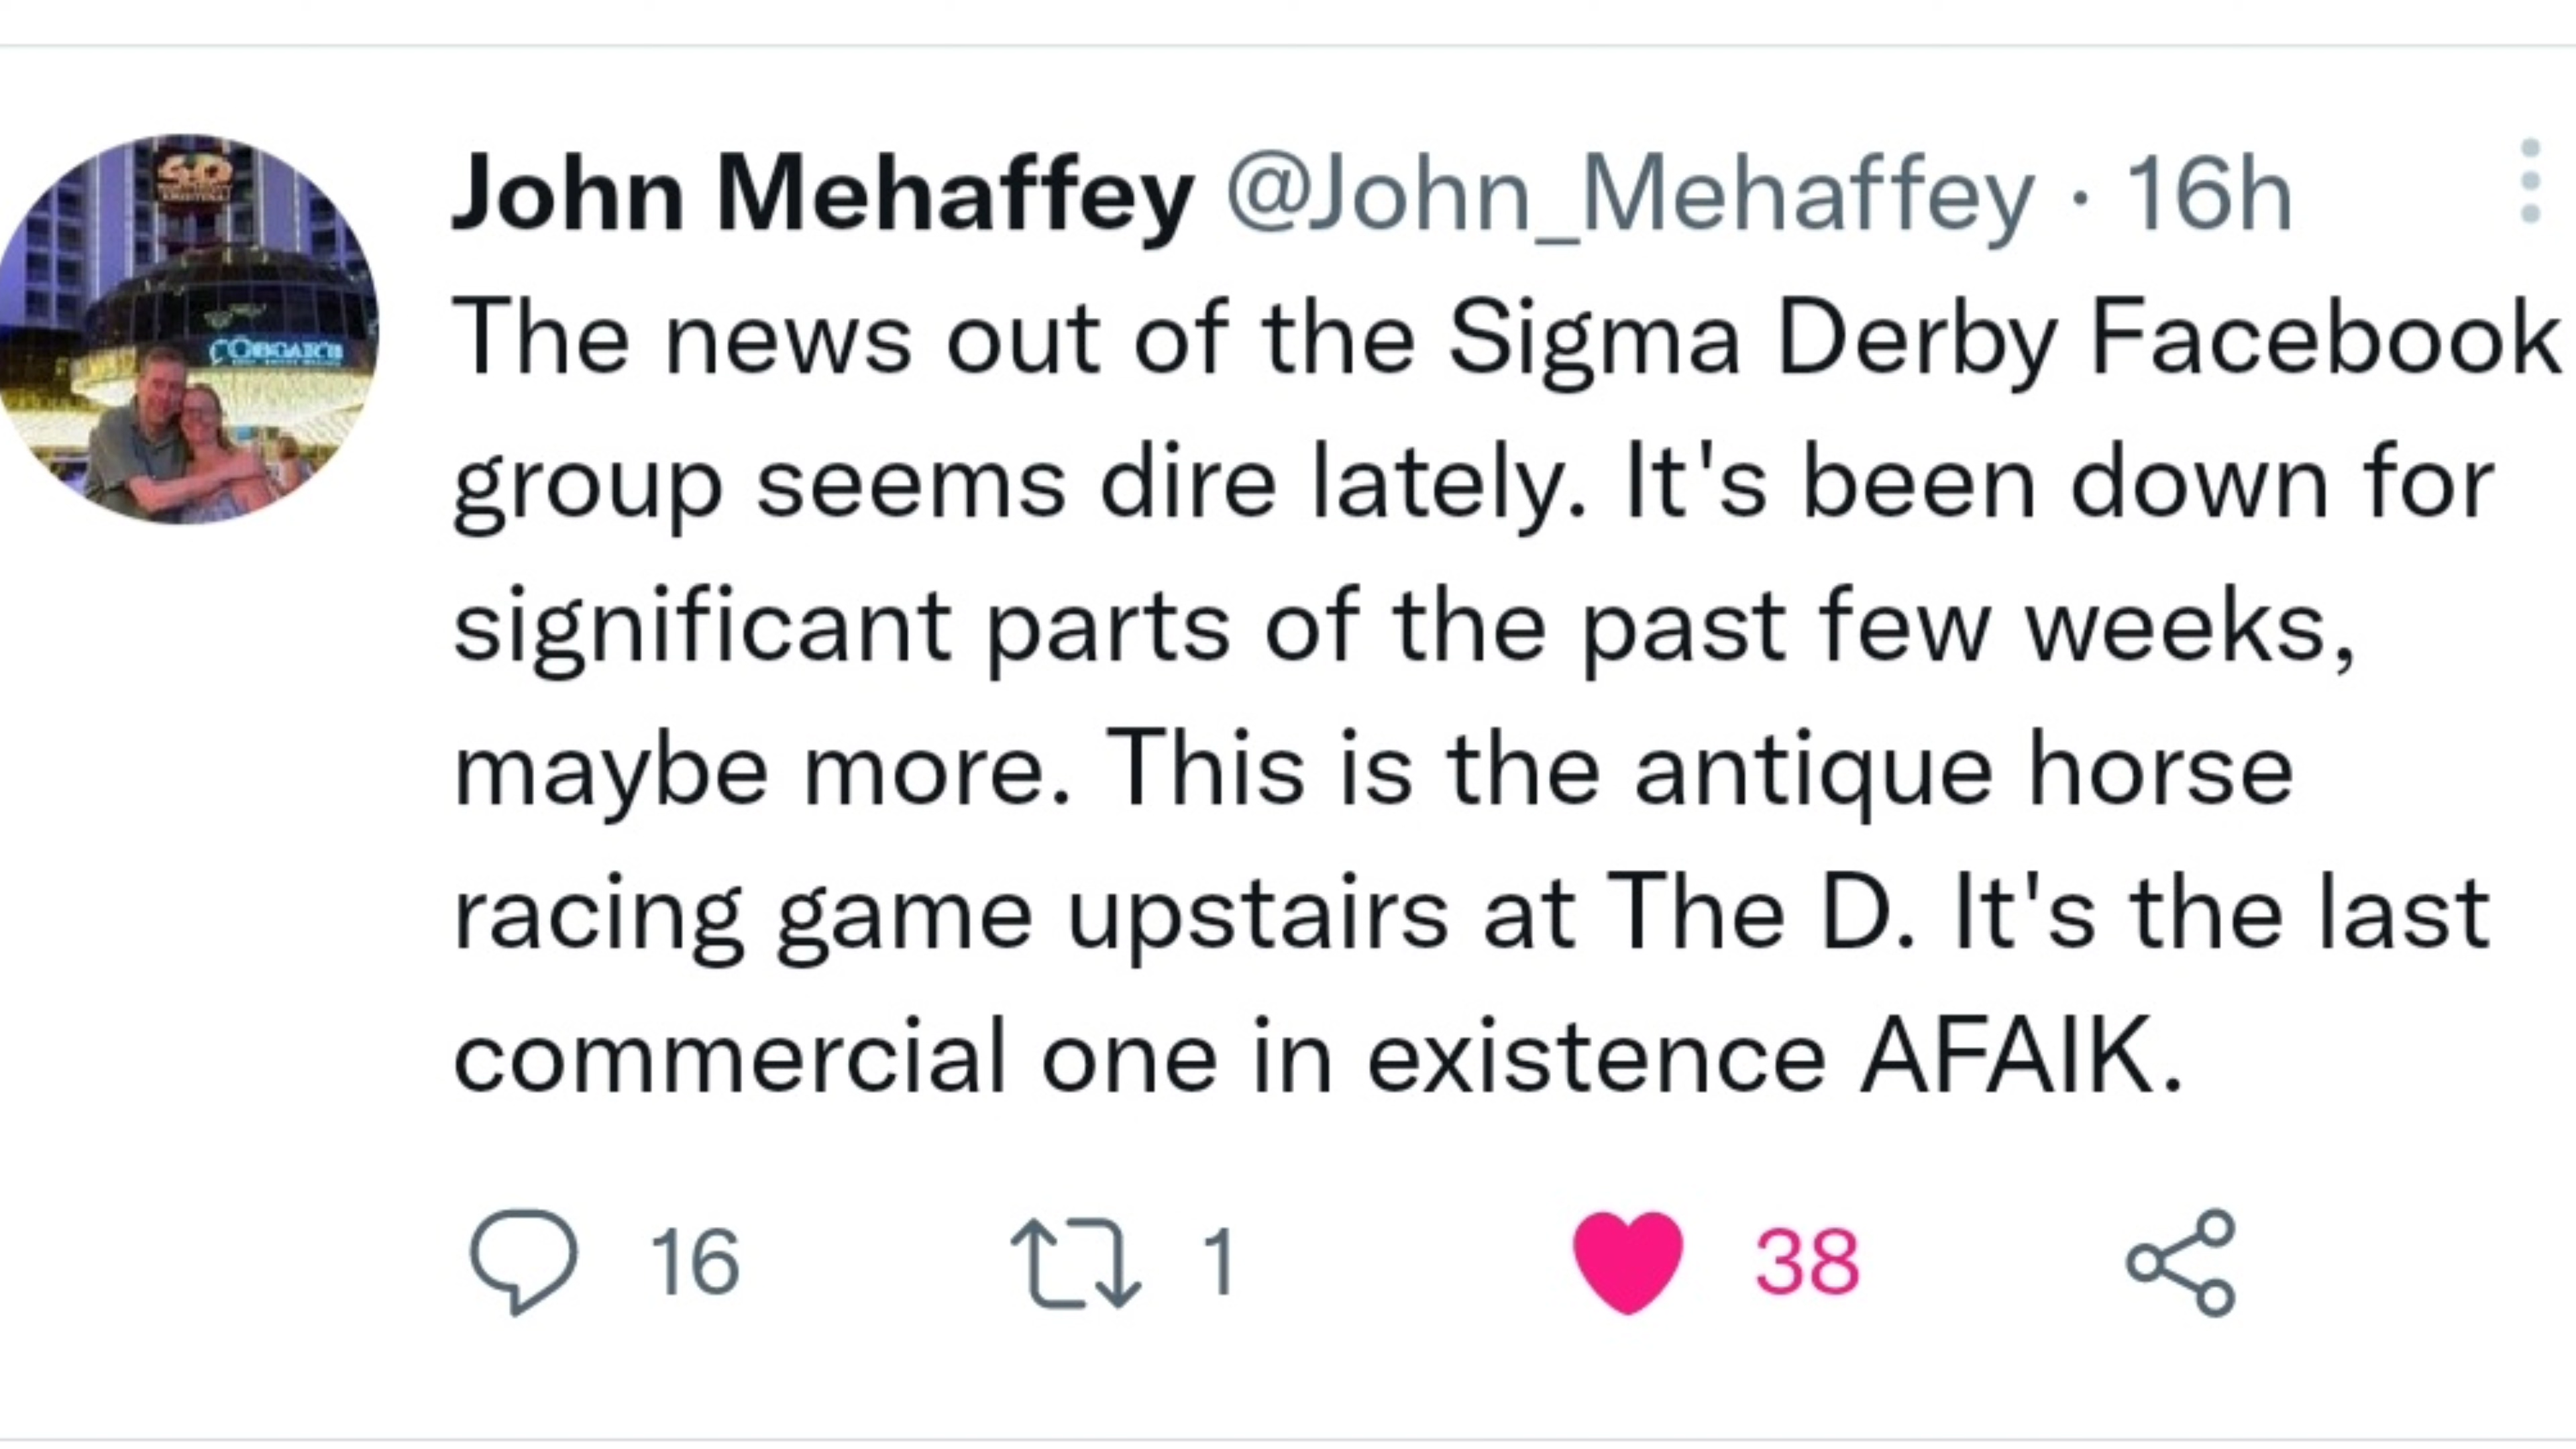 John Mehaffey @John_Mehaffey · 16h
The news out of the Sigma Derby Facebook
group seems dire lately. It's been down for
significant parts of the past few weeks,
maybe more. This is the antique horse
racing game upstairs at The D. It's the last
commercial one in existence AFAIK.
16 1 38